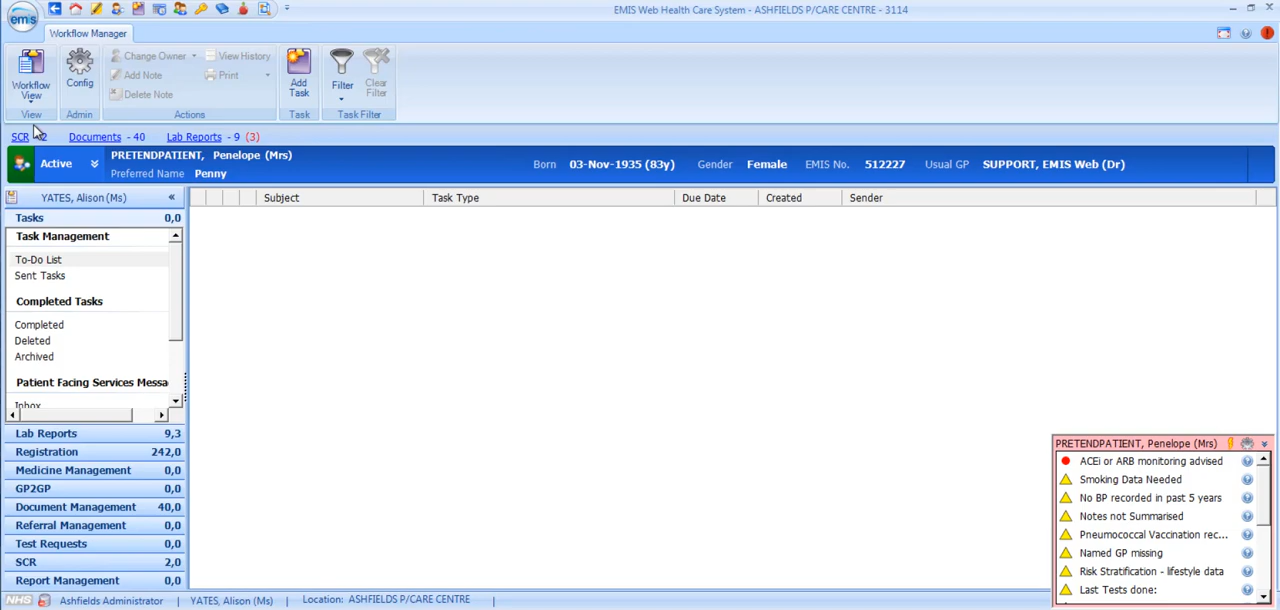 EMIS Web Health Care System - ASHFIELDS P/CARE CENTRE - 3114
emis
Workflow Manager
Workflow View
Config
Change Owner
View History
Add Note
Print
Delete Note
Add Task
Filter
Clear Filter
View
Admin
Actions
Task
Task Filter
SCR - 2 Documents - 40 Lab Reports - 9 (3)
Active
PRETENDPATIENT, Penelope (Mrs)
Preferred Name Penny
Born 03-Nov-1935 (83y) Gender Female EMIS No. 512227 Usual GP SUPPORT, EMIS Web (Dr)
YATES, Alison (Ms)
Subject Task Type Due Date Created Sender
Tasks 0,0
Task Management
To-Do List
Sent Tasks
Completed Tasks
Completed
Deleted
Archived
Patient Facing Services Messa
Inbox
Lab Reports 9,3
Registration 242,0
Medicine Management 0,0
GP2GP 0,0
Document Management 40,0
Referral Management 0,0
Test Requests 0,0
SCR 2,0
Report Management 0,0
PRETENDPATIENT, Penelope (Mrs)
ACEi or ARB monitoring advised
Smoking Data Needed
No BP recorded in past 5 years
Notes not Summarised
Pneumococcal Vaccination rec...
Named GP missing
Risk Stratification - lifestyle data
Last Tests done:
NHS Ashfields Administrator YATES, Alison (Ms) Location: ASHFIELDS P/CARE CENTRE